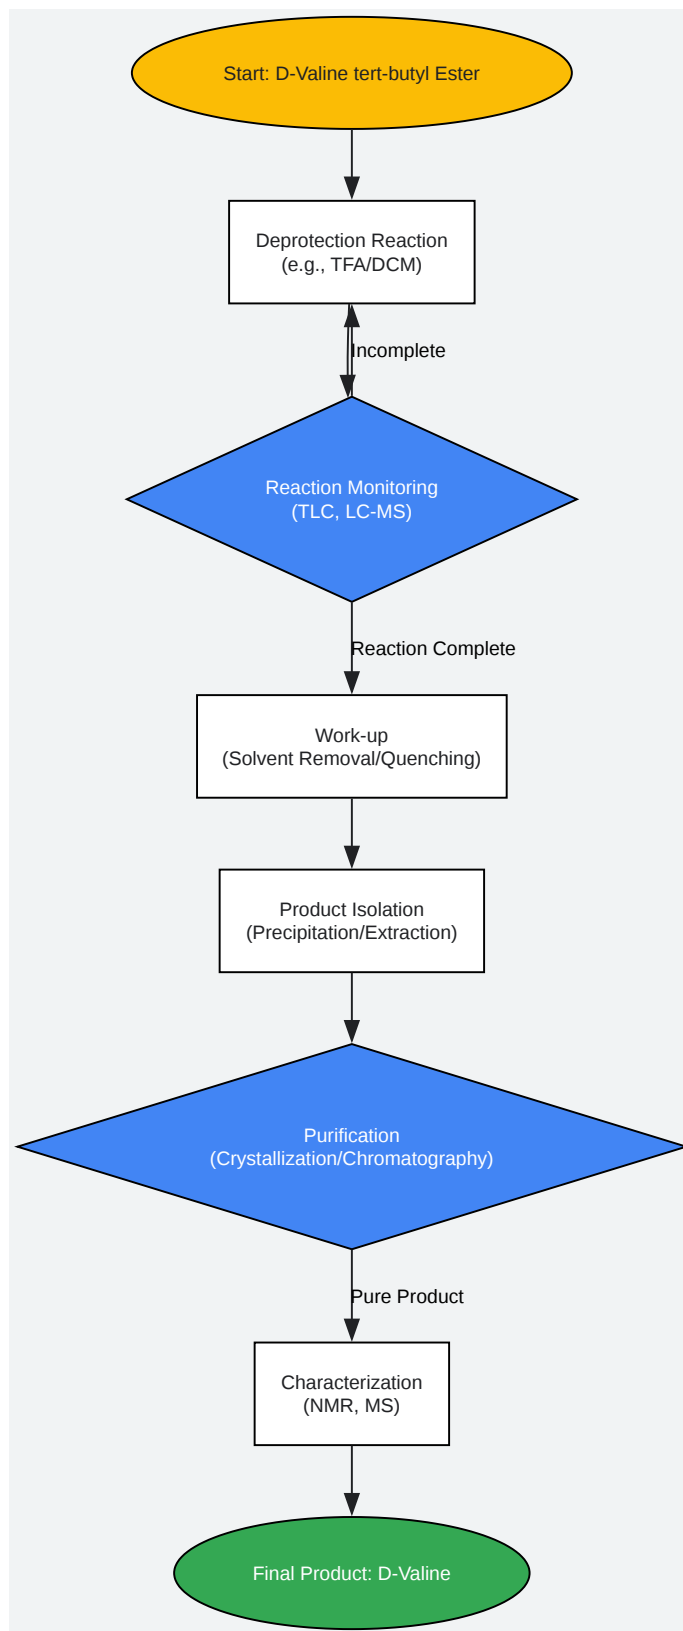 Start: D-Valine tert-butyl Ester
Deprotection Reaction
(e.g., TFA/DCM)
Incomplete
Reaction Monitoring
(TLC, LC-MS)
Reaction Complete
Work-up
(Solvent Removal/Quenching)
Product Isolation
(Precipitation/Extraction)
Purification
(Crystallization/Chromatography)
Pure Product
Characterization
(NMR, MS)
Final Product: D-Valine